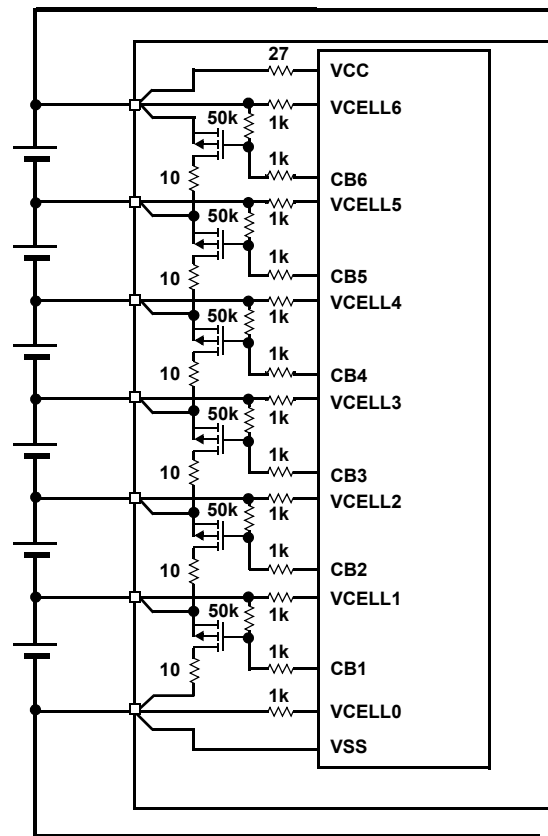 27
VCC
VCELL6
50k
1k
1k
10
CB6
VCELL5
50k
1k
1k
10
CB5
VCELL4
50k
1k
1k
10
CB4
VCELL3
50k
1k
1k
10
CB3
VCELL2
50k
1k
1k
10
CB2
VCELL1
50k
1k
1k
10
CB1
1k
VCELL0
VSS